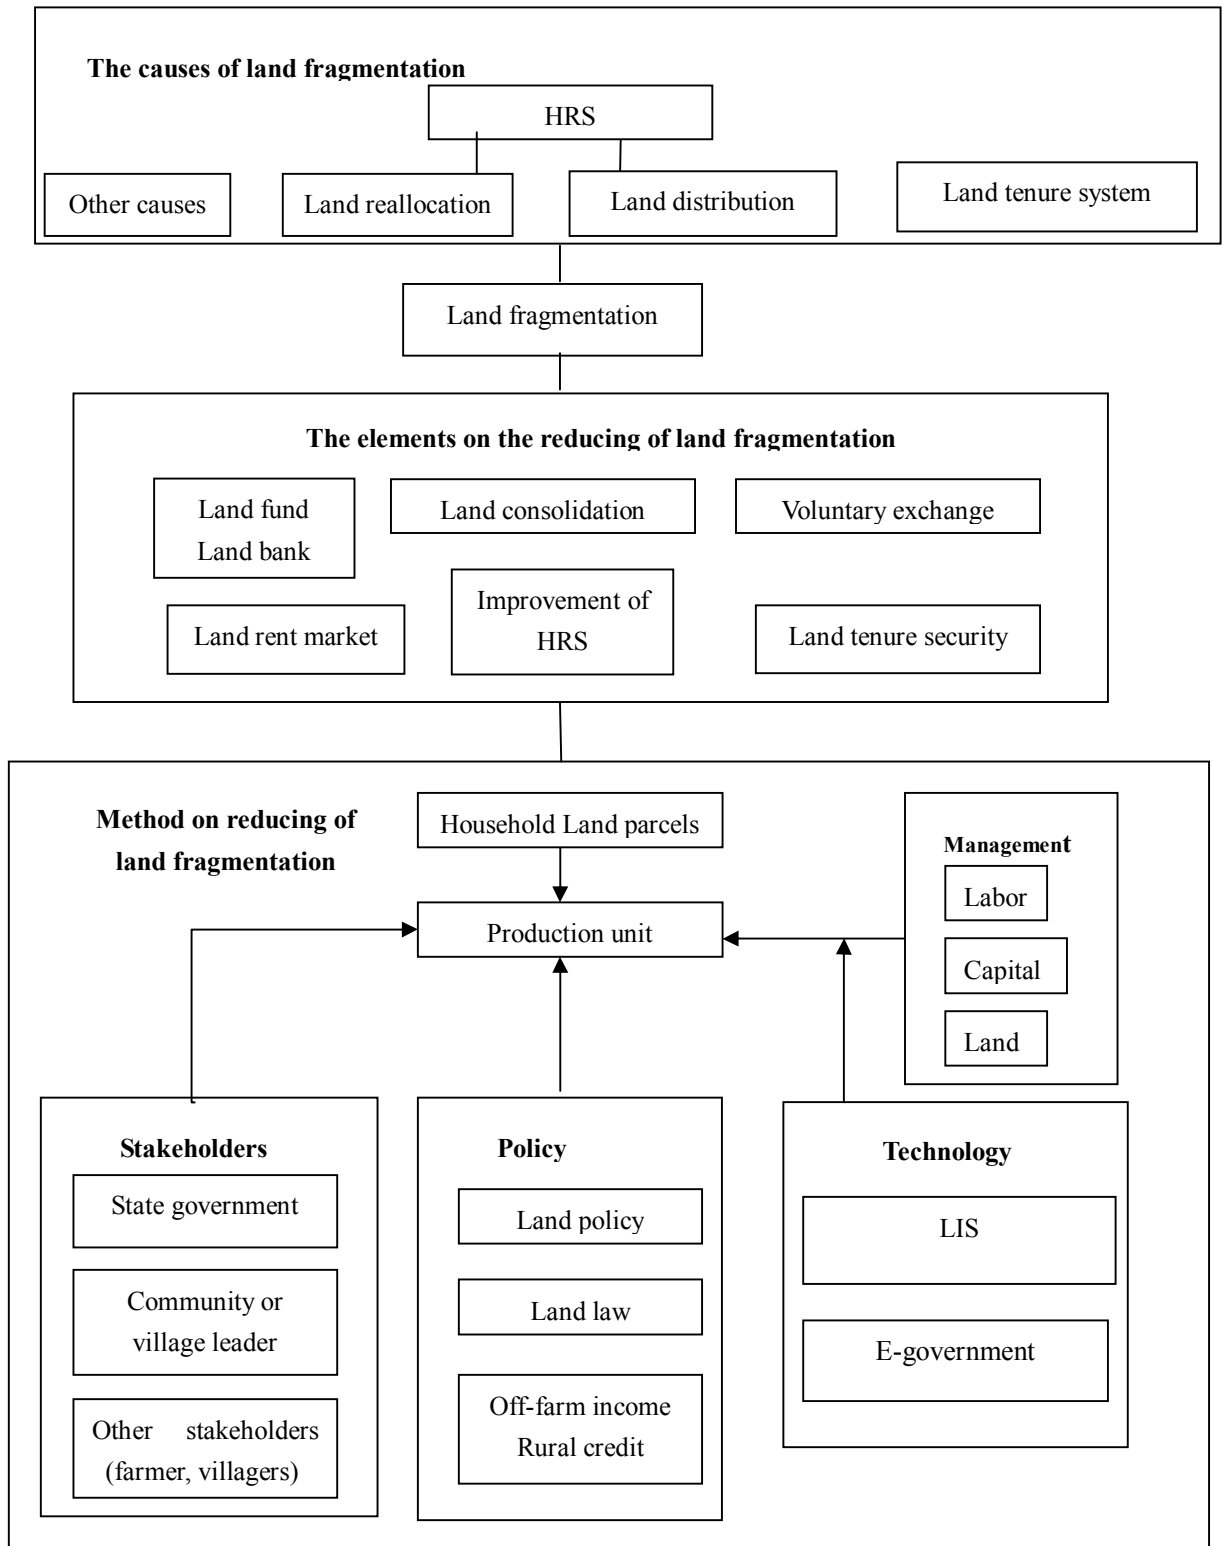 The causes of land fragmentation
HRS
Other causes
Land reallocation
Land distribution
Land tenure system
Land fragmentation
The elements on the reducing of land fragmentation
Land fund
Land bank
Land consolidation
Voluntary exchange
Land rent market
Improvement of
HRS
Land tenure security
Method on reducing of
land fragmentation
Household Land parcels
Production unit
Management
Labor
Capital
Land
Stakeholders
State government
Community or
village leader
Other stakeholders
(farmer, villagers)
Policy
Land policy
Land law
Off-farm income
Rural credit
Technology
LIS
E-government